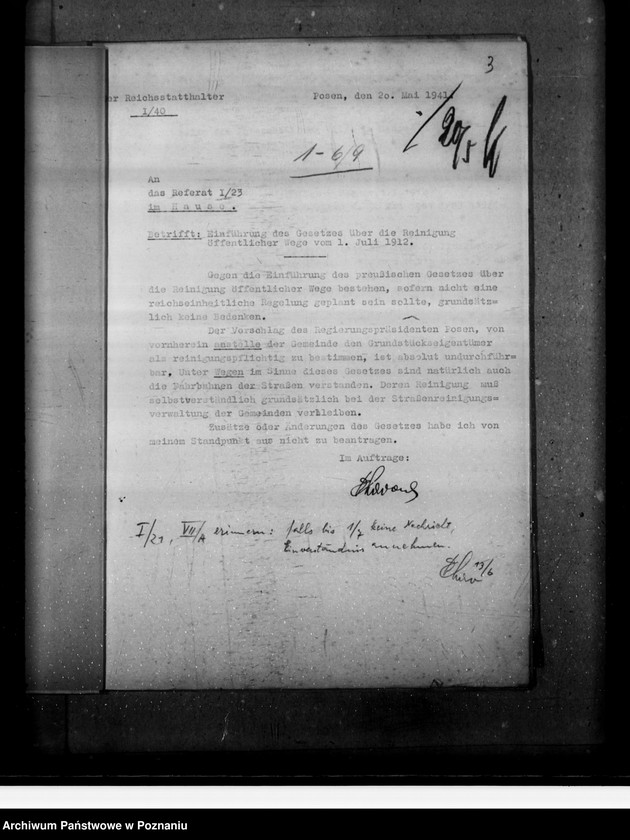 3
er Reichsstatthalter Posen, den 20. Mai 1941.
I/40
20/5
1-6/9
An
das Referat I/23
im Hause.
Betrifft: Einführung des Gesetzes über die Reinigung
öffentlicher Wege vom 1. Juli 1912.
Gegen die Einführung des preußischen Gesetzes über
die Reinigung öffentlicher Wege bestehen, sofern nicht eine
reichseinheitliche Regelung geplant sein sollte, grundsätz=
lich keine Bedenken.
Der Vorschlag des Regierungspräsidenten Posen, von
vornherein anstelle der Gemeinde den Grundstückseigentümer
als reinigungspflichtig zu bestimmen, ist absolut undurchführ=
bar. Unter Wegen im Sinne dieses Gesetzes sind natürlich auch
die Fahrbahnen der Straßen verstanden. Deren Reinigung muß
selbstverständlich grundsätzlich bei der Straßenreinigungs=
verwaltung der Gemeinden verbleiben.
Zusätze oder Änderungen des Gesetzes habe ich von
meinem Standpunkt aus nicht zu beantragen.
Im Auftrage:
I/21, VII/A erinnern: falls bis 1/7 keine Nachricht,
Einverständnis annehmen.
13/6
Archiwum Państwowe w Poznaniu